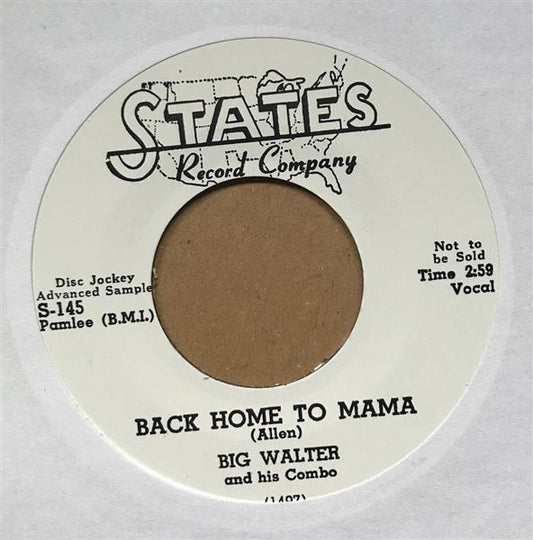 STATES
Record Company
Disc Jockey
Advanced Sample
S-145
Pamlee (B.M.I.)
Not to
be Sold
Time 2:59
Vocal
BACK HOME TO MAMA
(Allen)
BIG WALTER
and his Combo
(1407)